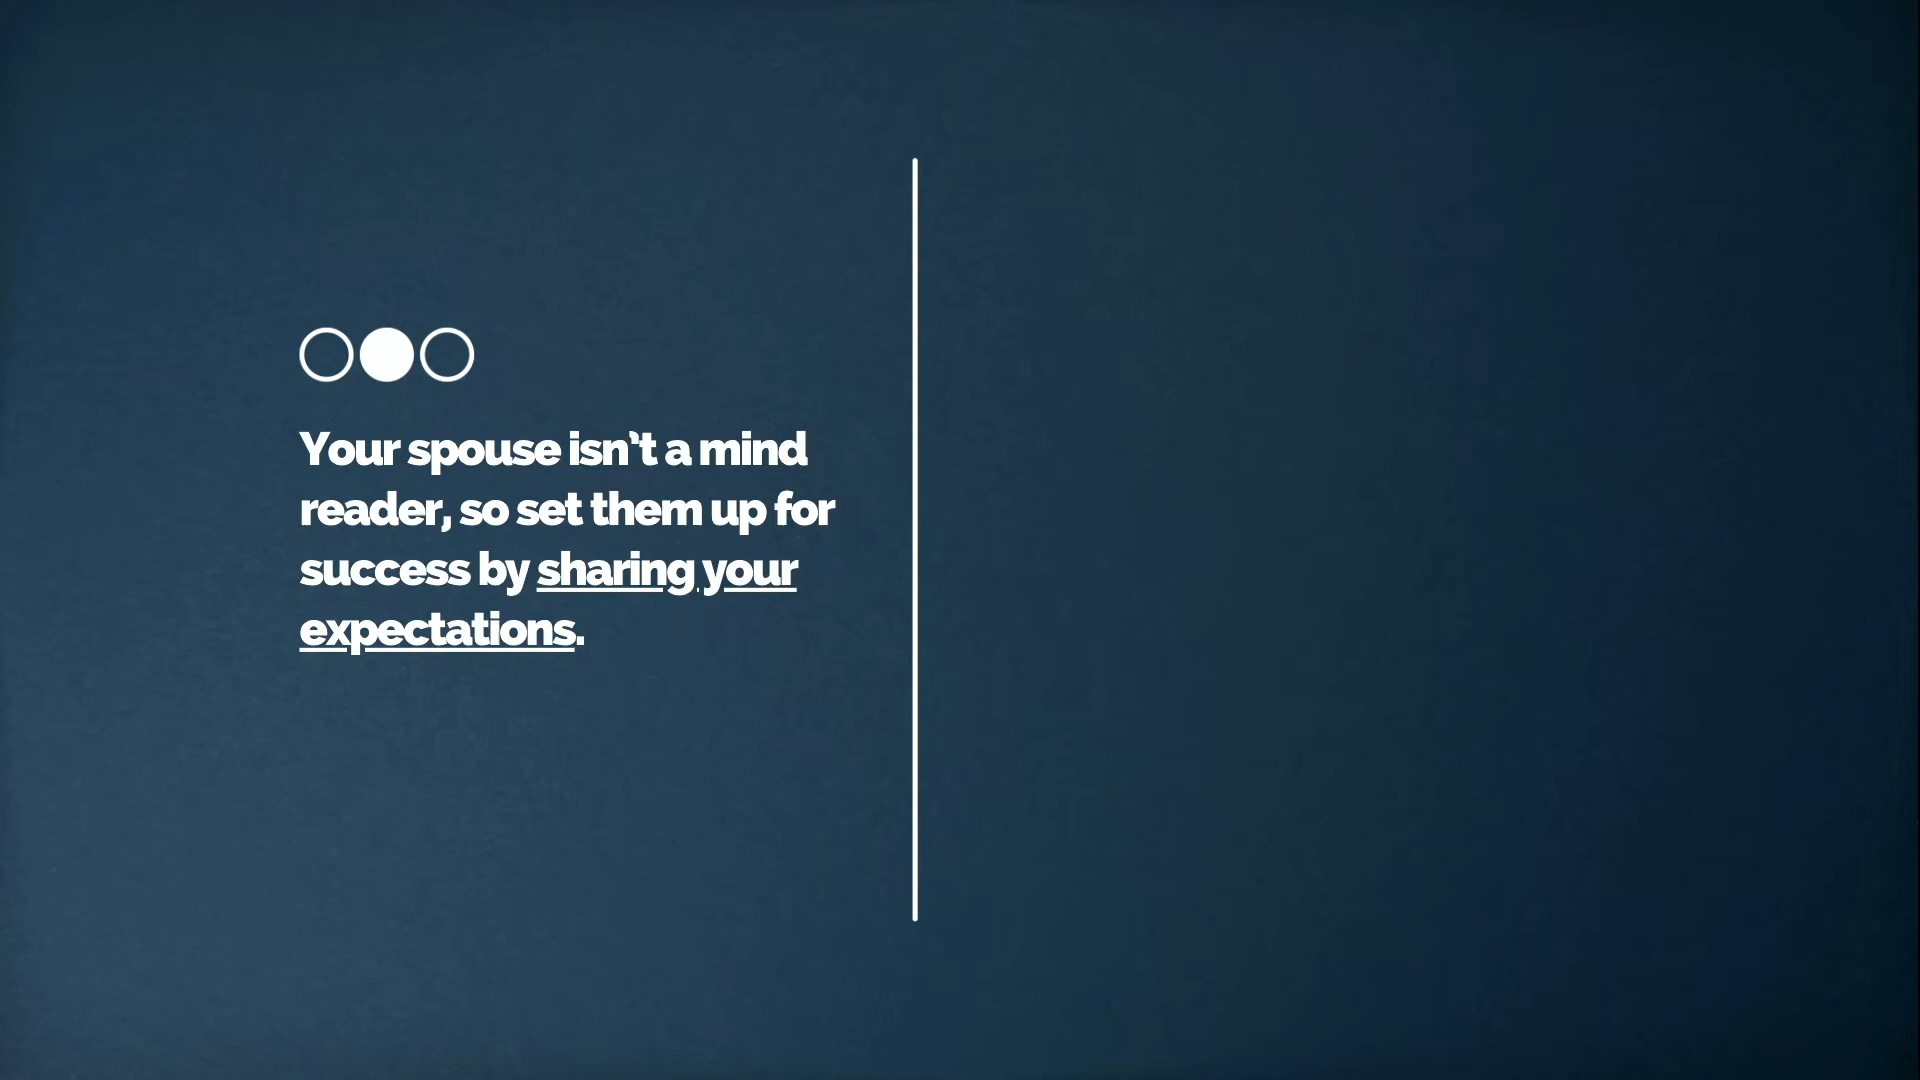 Your spouse isn’t a mind
reader, so set them up for
success by sharing your
expectations.